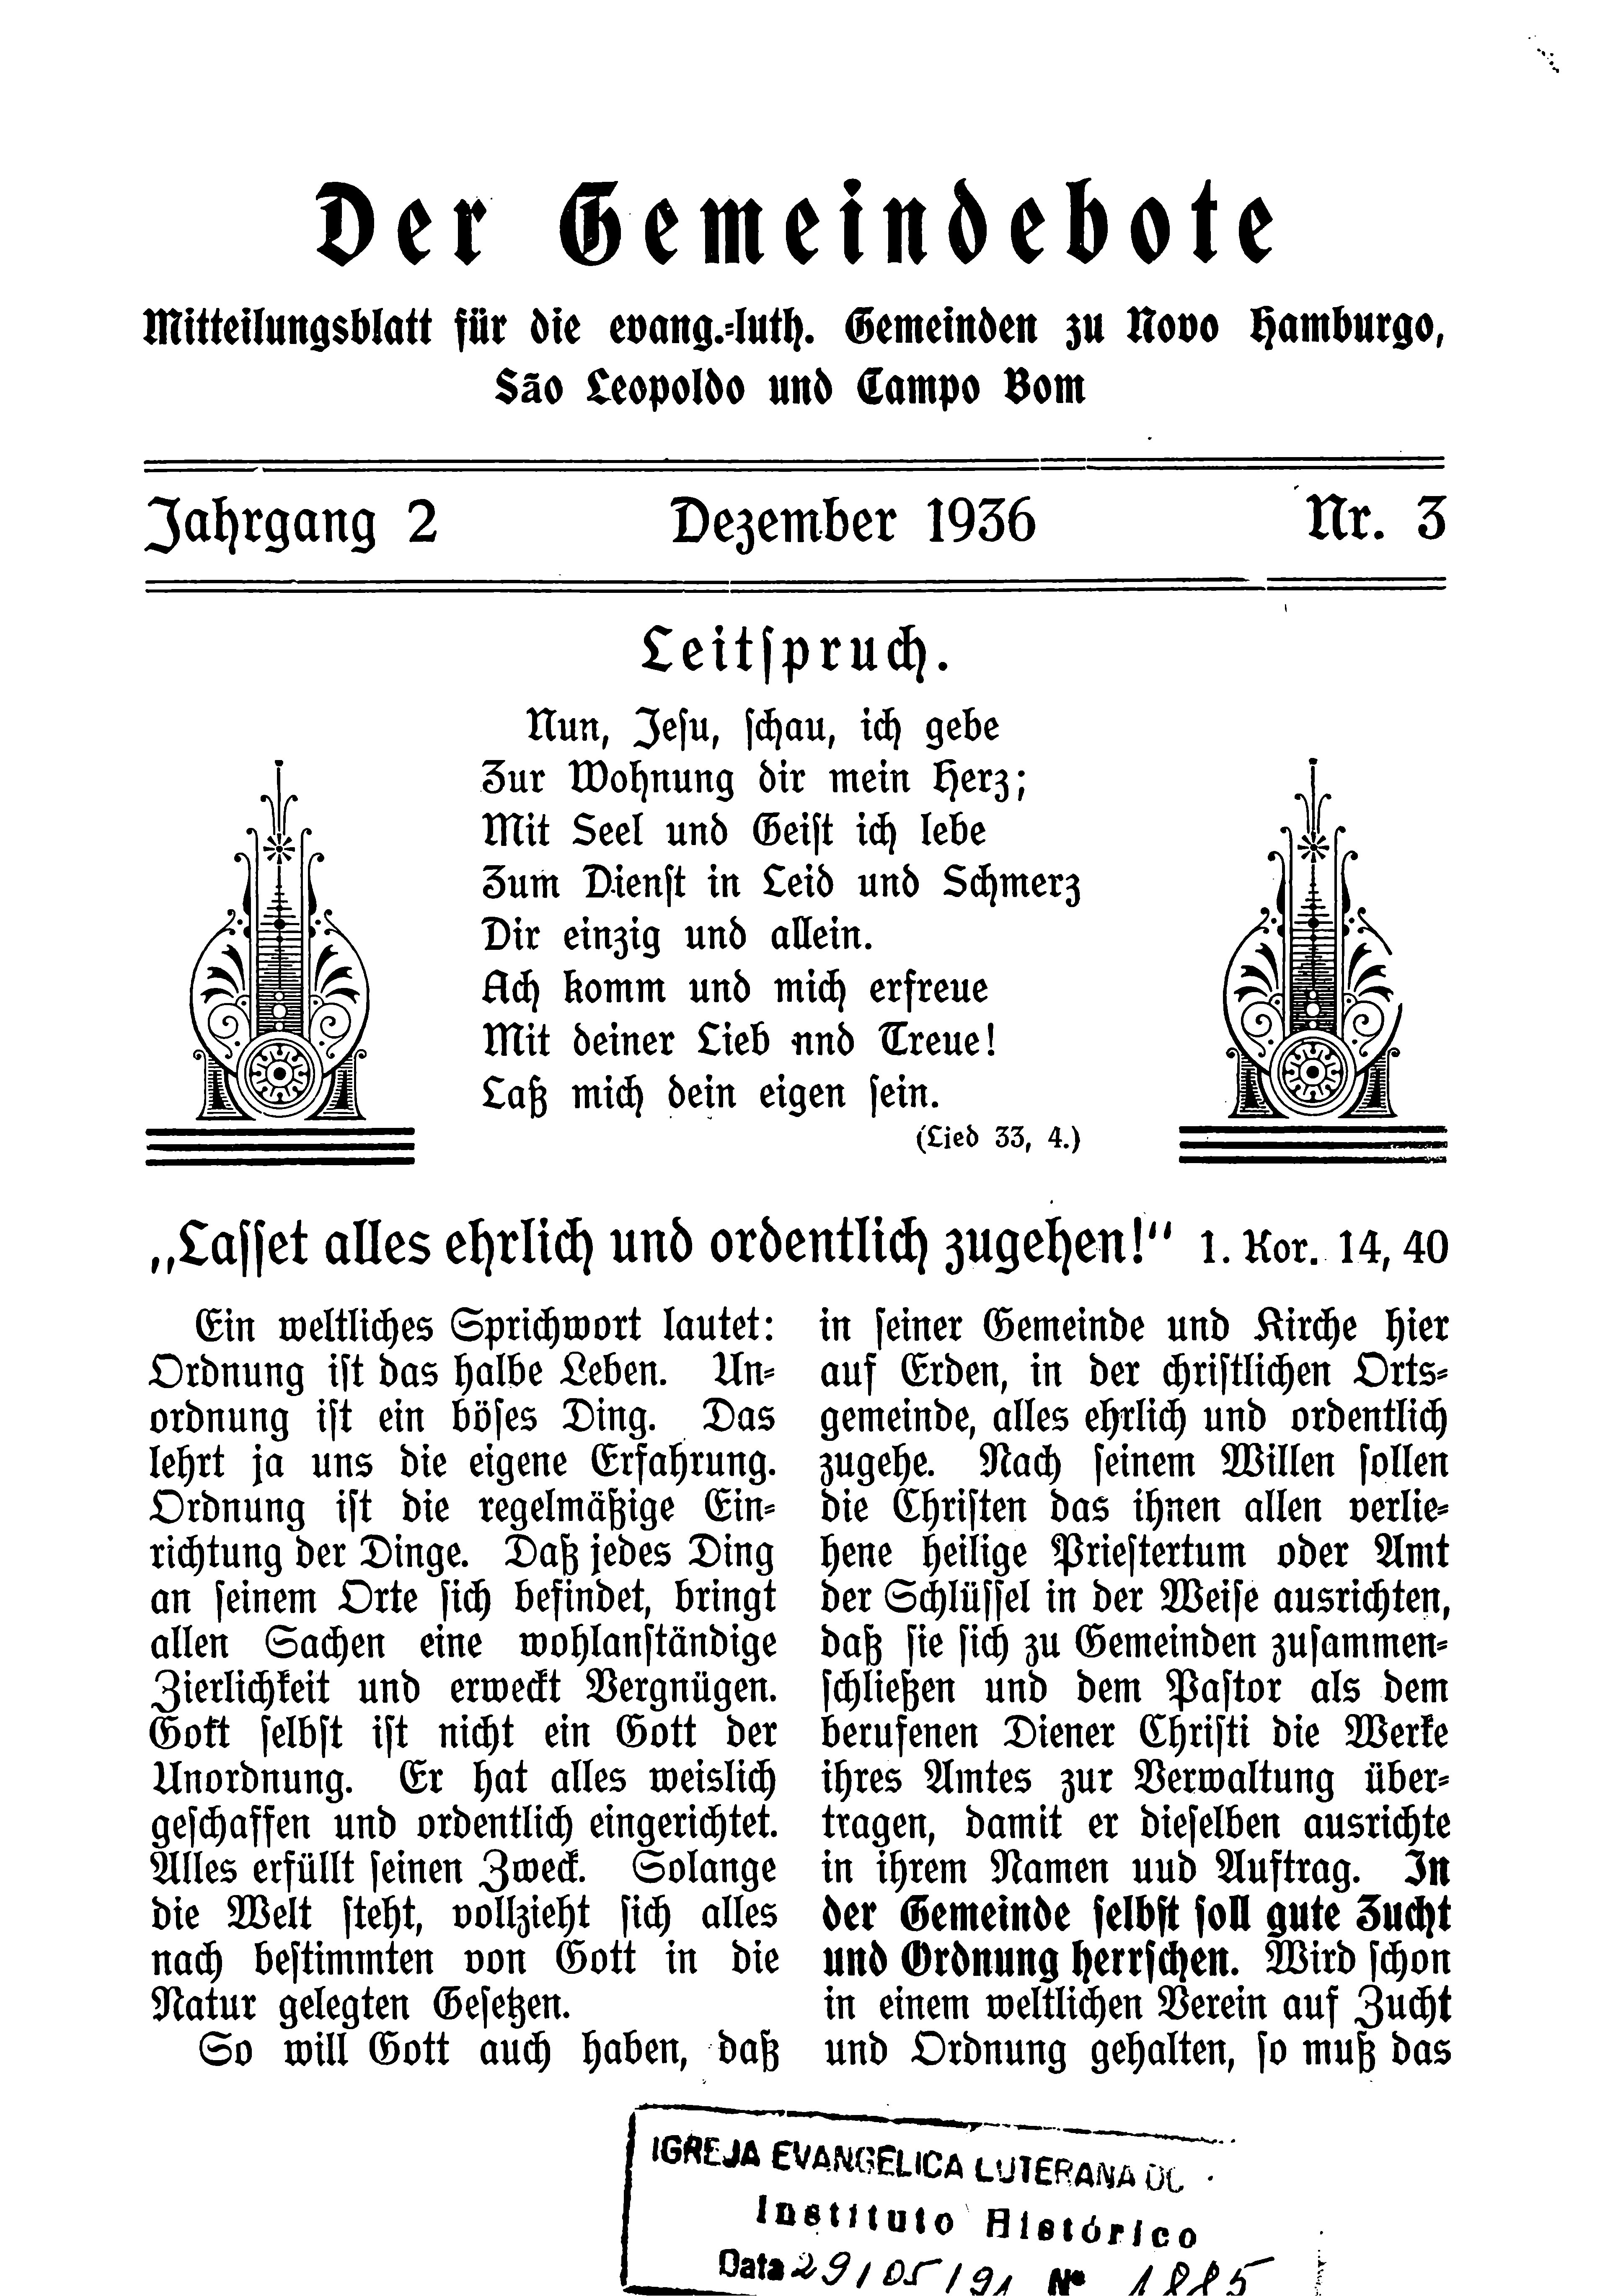 Der Gemeindebote
Mitteilungsblatt für die evang.-luth. Gemeinden zu Novo Hamburgo,
São Leopoldo und Campo Bom
Jahrgang 2 Dezember 1936 Nr. 3
Leitspruch.
Nun, Jesu, schau, ich gebe
Zur Wohnung dir mein Herz;
Mit Seel und Geist ich lebe
Zum Dienst in Leid und Schmerz
Dir einzig und allein.
Ach komm und mich erfreue
Mit deiner Lieb nnd Treue!
Laß mich dein eigen sein.
(Lied 33, 4.)
„Lasset alles ehrlich und ordentlich zugehen!“ 1. Kor. 14, 40
Ein weltliches Sprichwort lautet:
Ordnung ist das halbe Leben. Un-
ordnung ist ein böses Ding. Das
lehrt ja uns die eigene Erfahrung.
Ordnung ist die regelmäßige Ein-
richtung der Dinge. Daß jedes Ding
an seinem Orte sich befindet, bringt
allen Sachen eine wohlanständige
Zierlichkeit und erweckt Vergnügen.
Gott selbst ist nicht ein Gott der
Unordnung. Er hat alles weislich
geschaffen und ordentlich eingerichtet.
Alles erfüllt seinen Zweck. Solange
die Welt steht, vollzieht sich alles
nach bestimmten von Gott in die
Natur gelegten Gesetzen.
So will Gott auch haben, daß
in seiner Gemeinde und Kirche hier
auf Erden, in der christlichen Orts-
gemeinde, alles ehrlich und ordentlich
zugehe. Nach seinem Willen sollen
die Christen das ihnen allen verlie-
hene heilige Priestertum oder Amt
der Schlüssel in der Weise ausrichten,
daß sie sich zu Gemeinden zusammen-
schließen und dem Pastor als dem
berufenen Diener Christi die Werke
ihres Amtes zur Verwaltung über-
tragen, damit er dieselben ausrichte
in ihrem Namen uud Auftrag. In
der Gemeinde selbst soll gute Zucht
und Ordnung herrschen. Wird schon
in einem weltlichen Verein auf Zucht
und Ordnung gehalten, so muß das
IGREJA EVANGELICA LUTERANA
Instituto Histórico
Data 29/05/91 Nº 1885